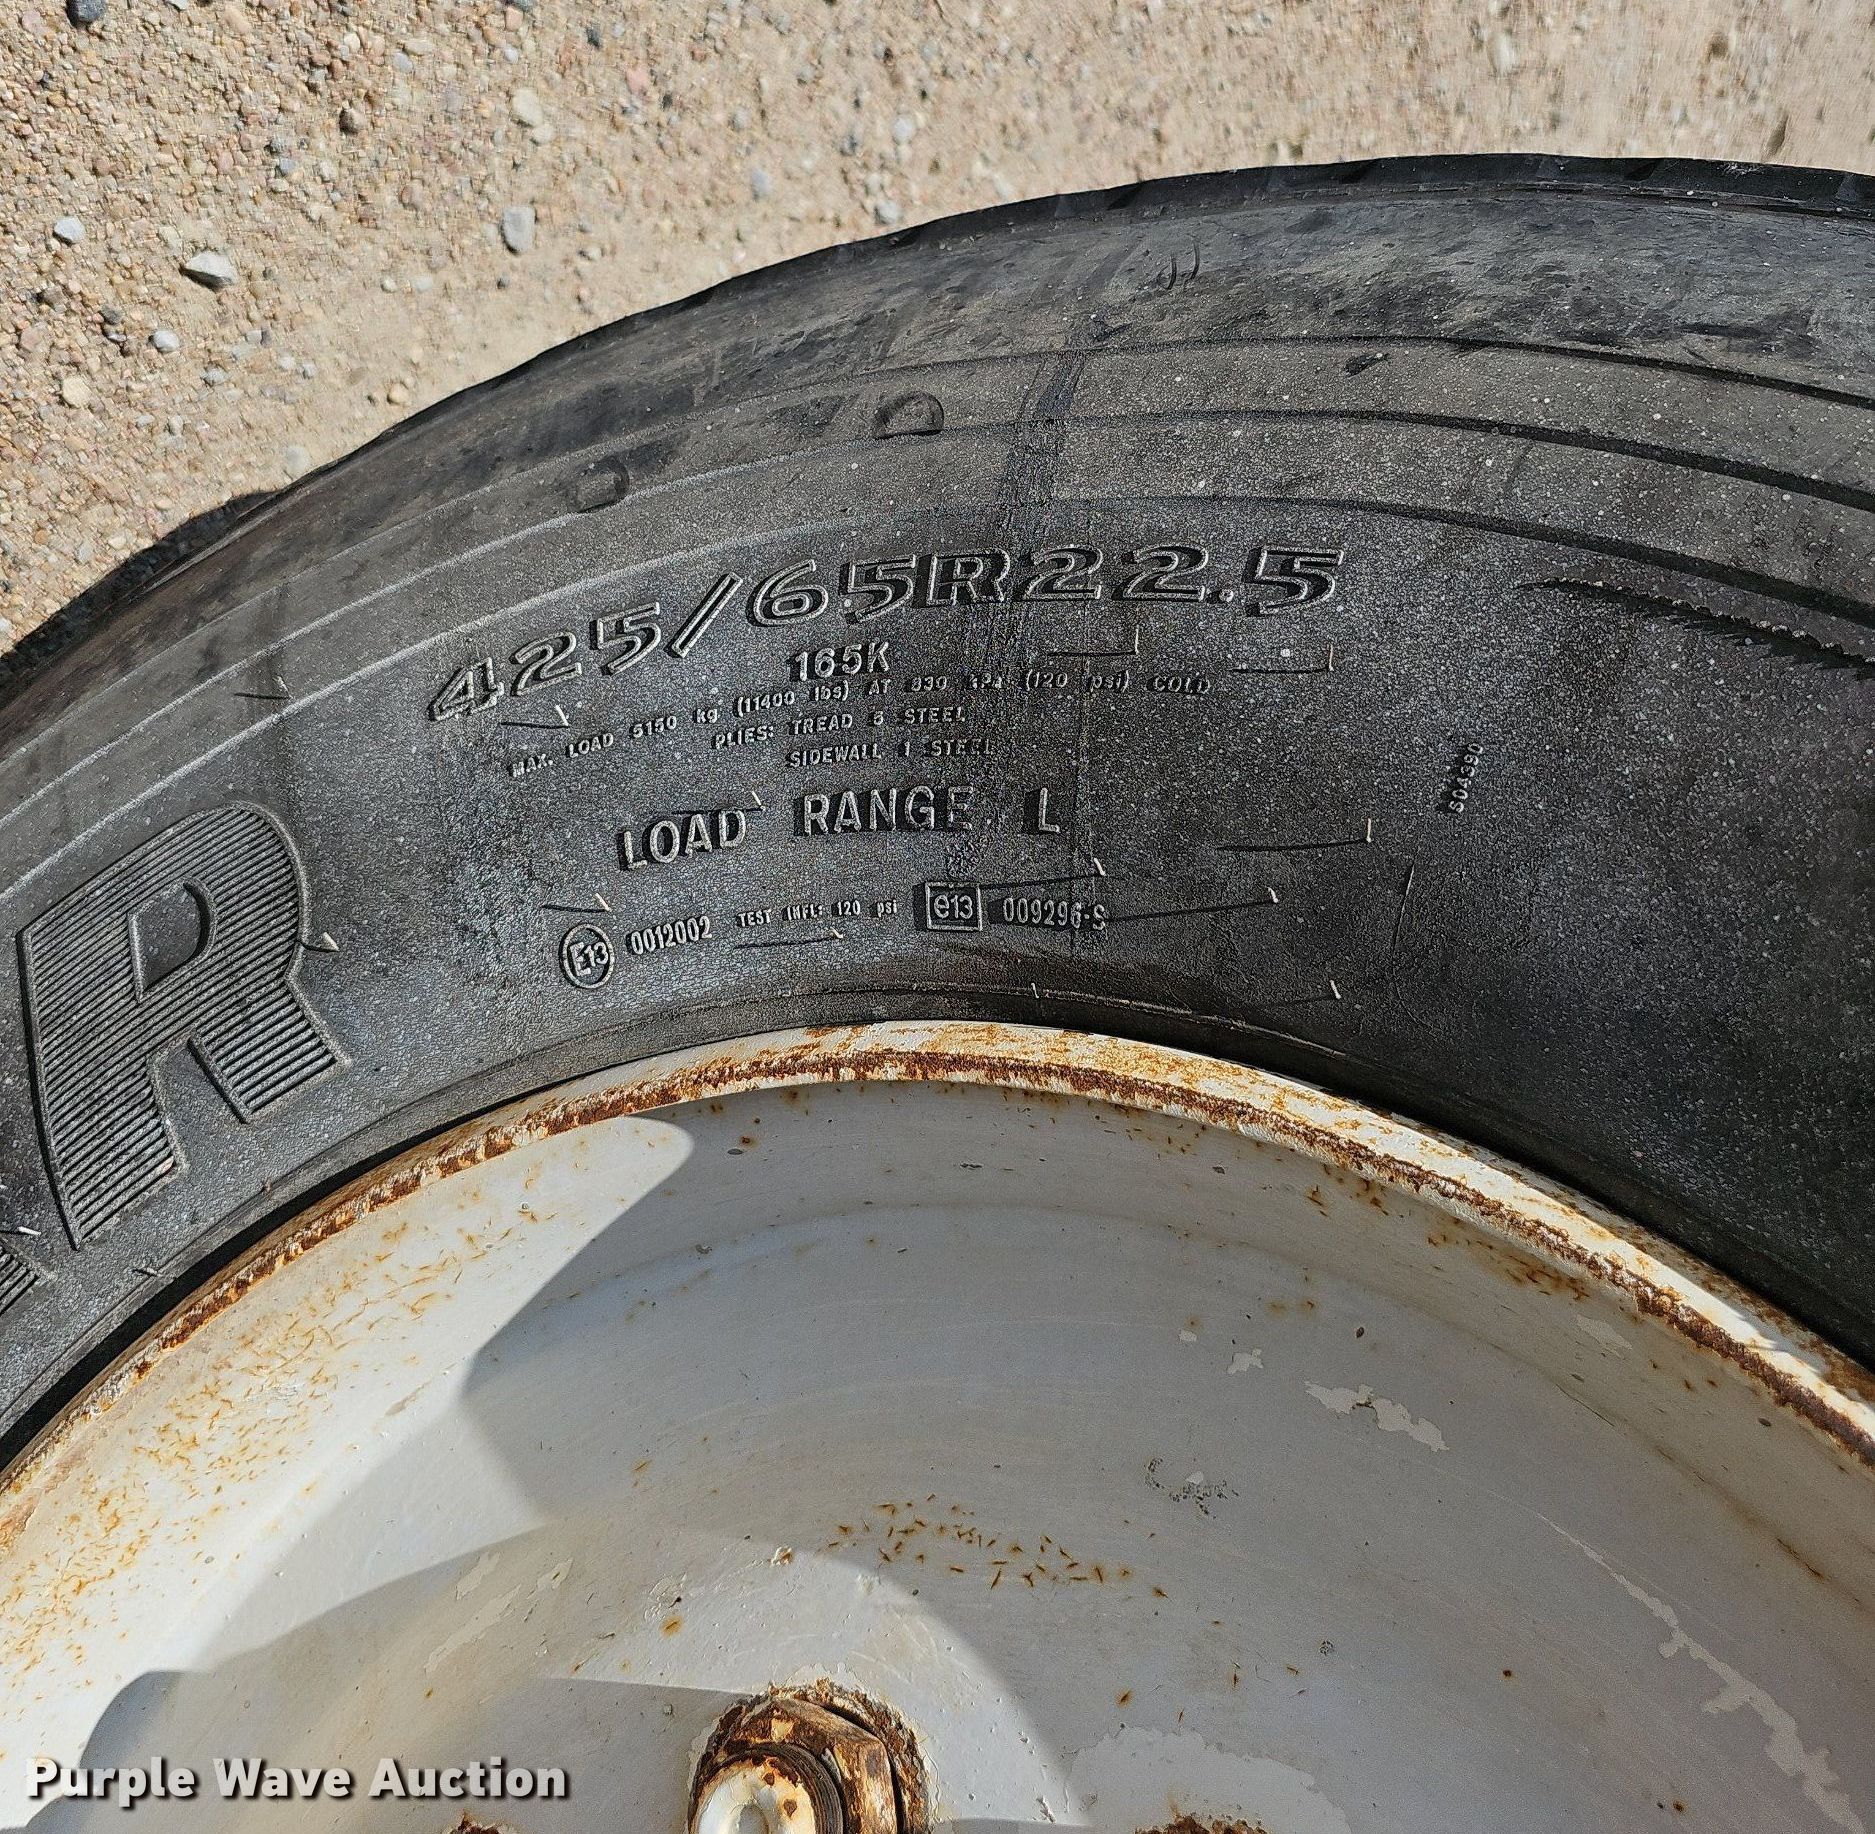 425/65R22.5
165K
MAX. LOAD 5150 kg (11400 lbs) AT 830 kPa (120 psi) COLD
PLIES: TREAD 5 STEEL
SIDEWALL 1 STEEL
LOAD RANGE L
E13 0012002 TEST INFL: 120 psi e13 009296-S
S04390
R
Purple Wave Auction